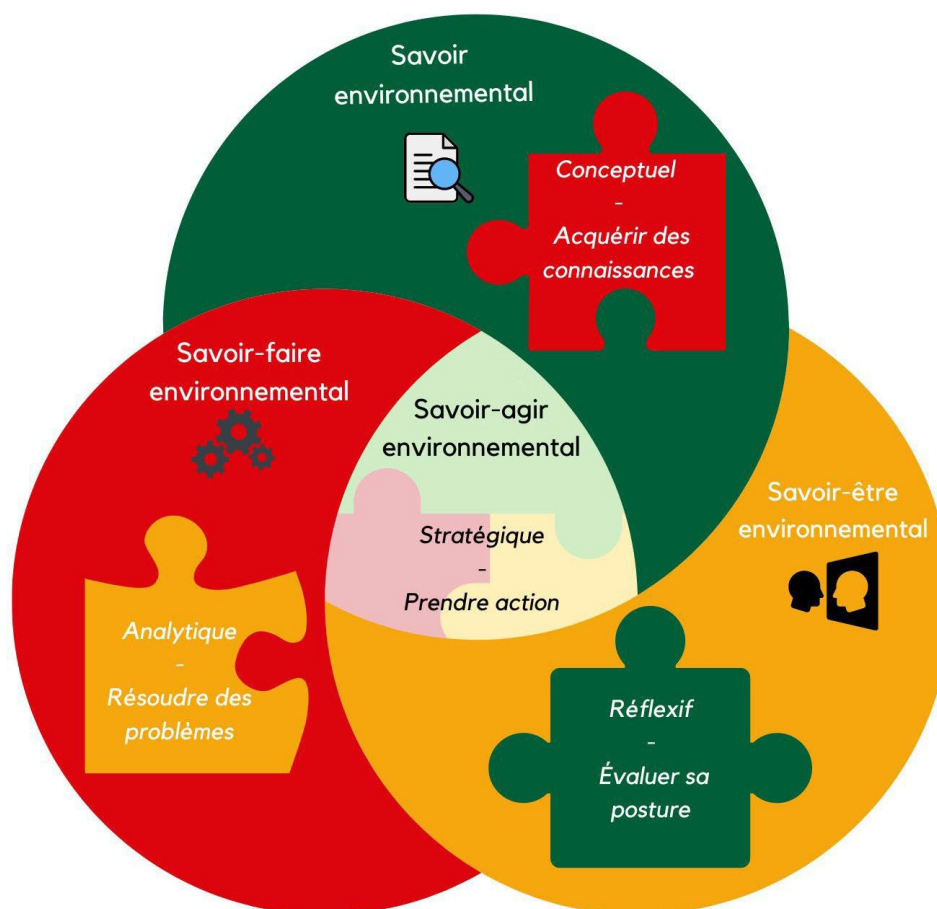 Savoir
environnemental
Conceptuel
-
Acquérir des
connaissances
Savoir-faire
environnemental
Savoir-agir
environnemental
Savoir-être
environnemental
Stratégique
-
Prendre action
Analytique
-
Résoudre des
problèmes
Réflexif
-
Évaluer sa
posture